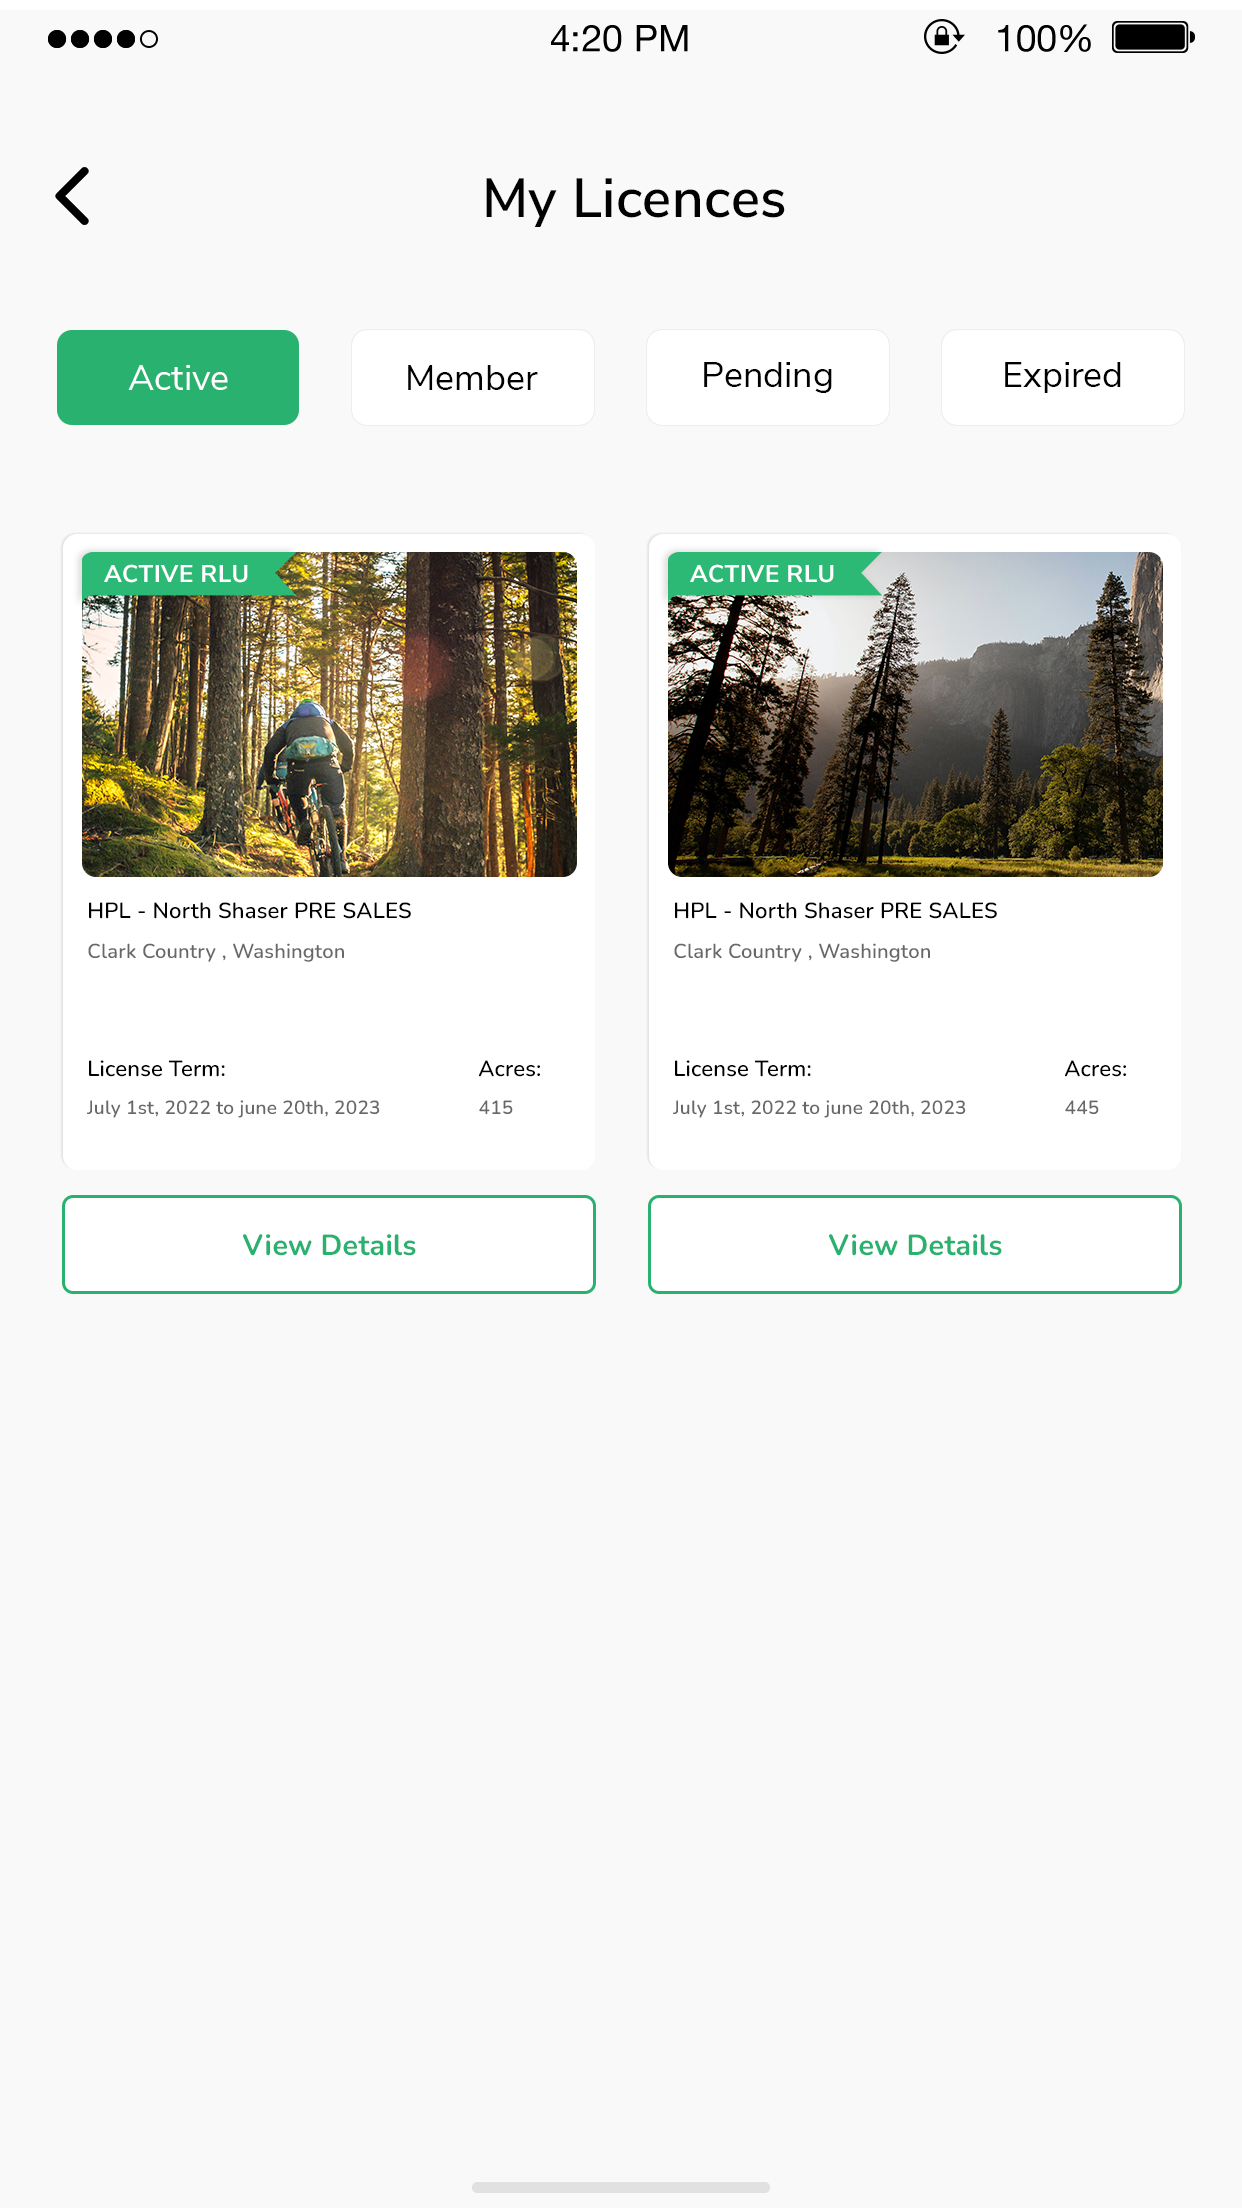 4:20 PM
100%
My Licences
Active
Member
Pending
Expired
ACTIVE RLU
HPL - North Shaser PRE SALES
Clark Country , Washington
License Term:
Acres:
July 1st, 2022 to june 20th, 2023
415
View Details
ACTIVE RLU
HPL - North Shaser PRE SALES
Clark Country , Washington
License Term:
Acres:
July 1st, 2022 to june 20th, 2023
445
View Details